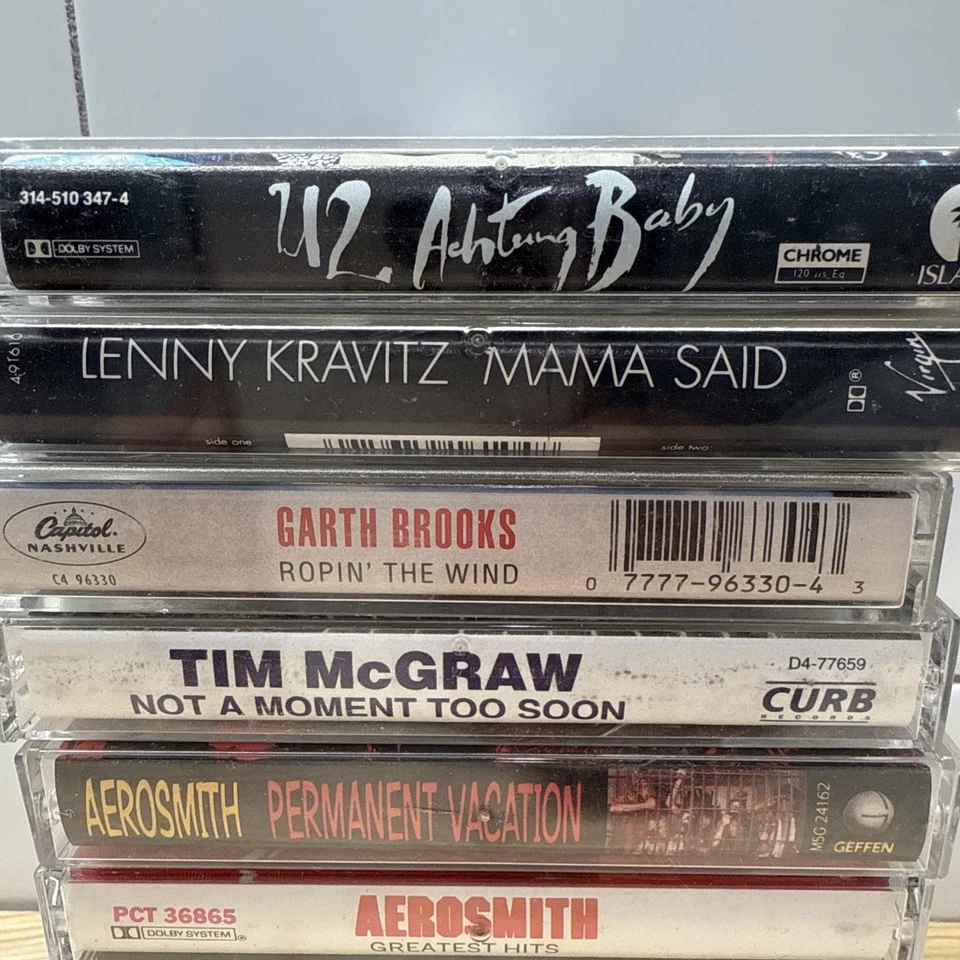 314-510 347-4
DOLBY SYSTEM
U2 Achtung Baby
CHROME
120 µs Eq
LENNY KRAVITZ MAMA SAID
Virgin
side one
side two
Capitol.
NASHVILLE
C4 96330
GARTH BROOKS
ROPIN' THE WIND
0 7777-96330-4 3
TIM McGRAW
NOT A MOMENT TOO SOON
D4-77659
CURB
RECORDS
AEROSMITH PERMANENT VACATION
M5G 24162
GEFFEN
PCT 36865
DOLBY SYSTEM®
AEROSMITH
GREATEST HITS